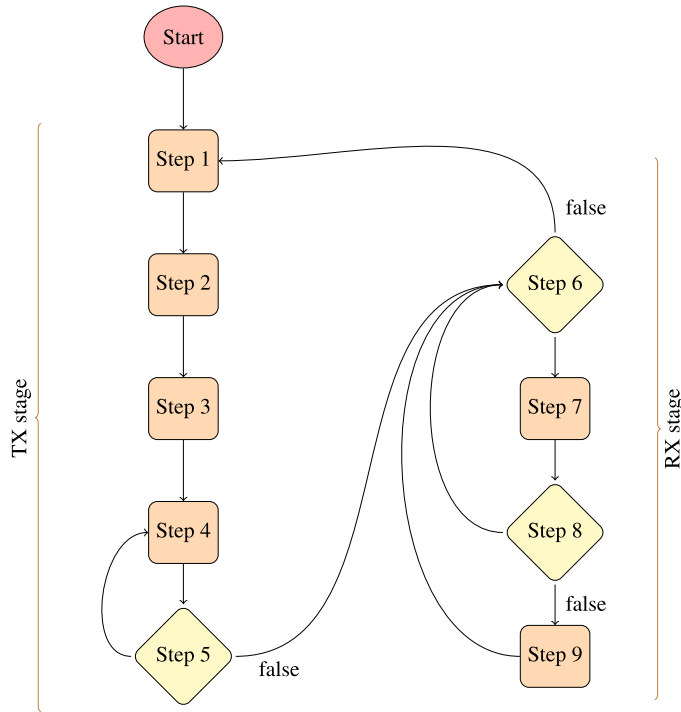 Start
Step 1
Step 2
Step 3
Step 4
Step 5
false
TX stage
false
Step 6
Step 7
Step 8
false
Step 9
RX stage